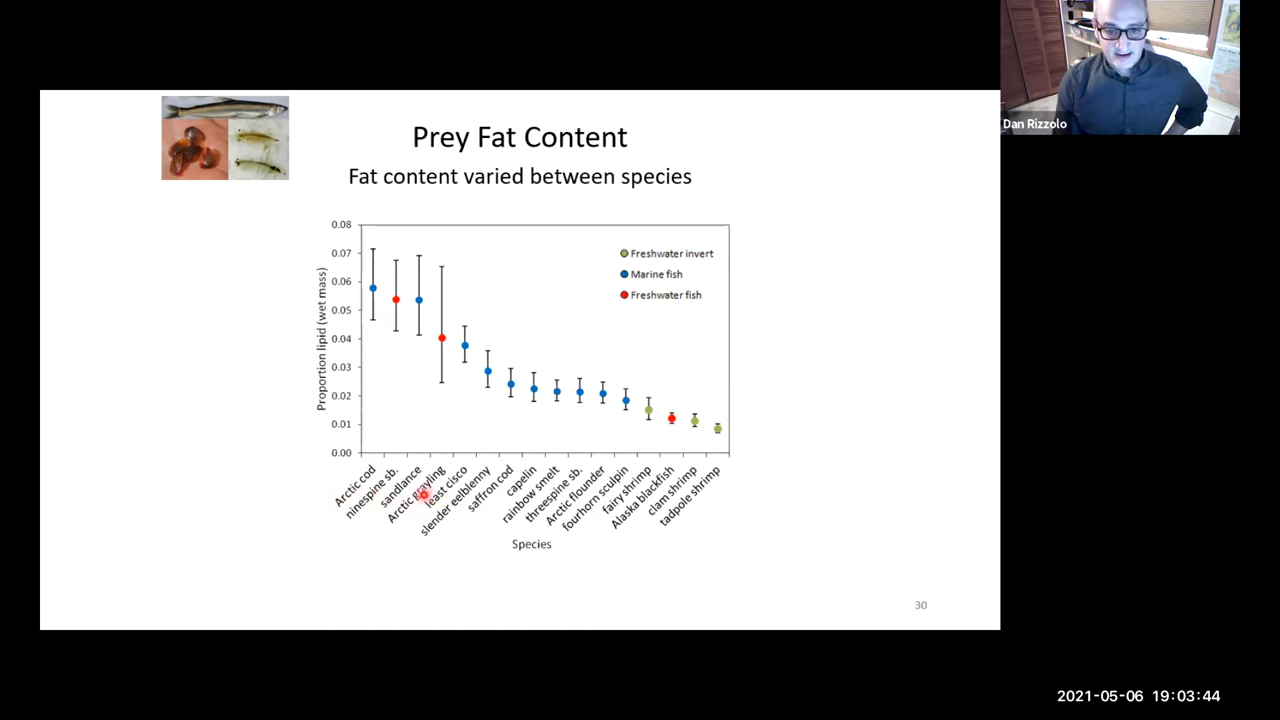 Dan Rizzolo
Prey Fat Content
Fat content varied between species
Proportion lipid (wet mass)
0.08
0.07
0.06
0.05
0.04
0.03
0.02
0.01
0.00
Freshwater invert
Marine fish
Freshwater fish
Arctic cod
ninespine sb.
sandlance
Arctic grayling
least cisco
slender eelblenny
saffron cod
capelin
rainbow smelt
threespine sb.
Arctic flounder
fourhorn sculpin
fairy shrimp
Alaska blackfish
clam shrimp
tadpole shrimp
Species
30
2021-05-06 19:03:44